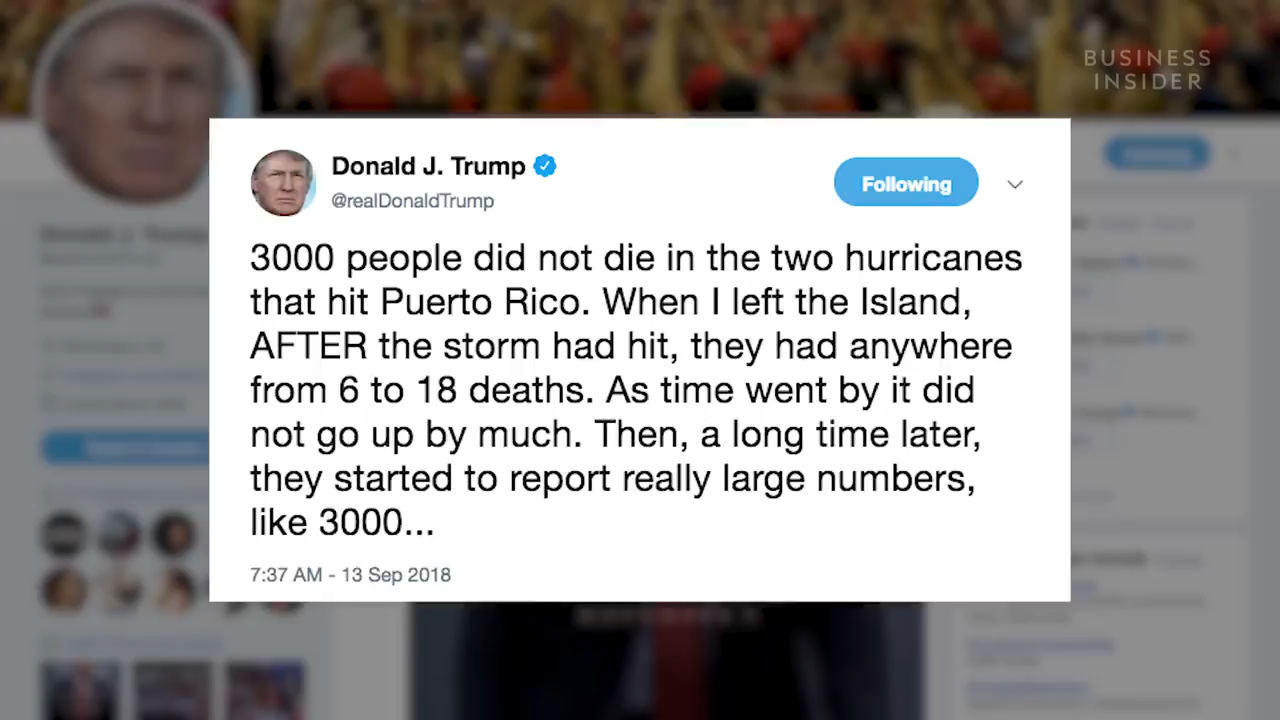 BUSINESS
INSIDER
Donald J. Trump
Following
@realDonaldTrump
3000 people did not die in the two hurricanes
that hit Puerto Rico. When I left the Island,
AFTER the storm had hit, they had anywhere
from 6 to 18 deaths. As time went by it did
not go up by much. Then, a long time later,
they started to report really large numbers,
like 3000...
7:37 AM - 13 Sep 2018